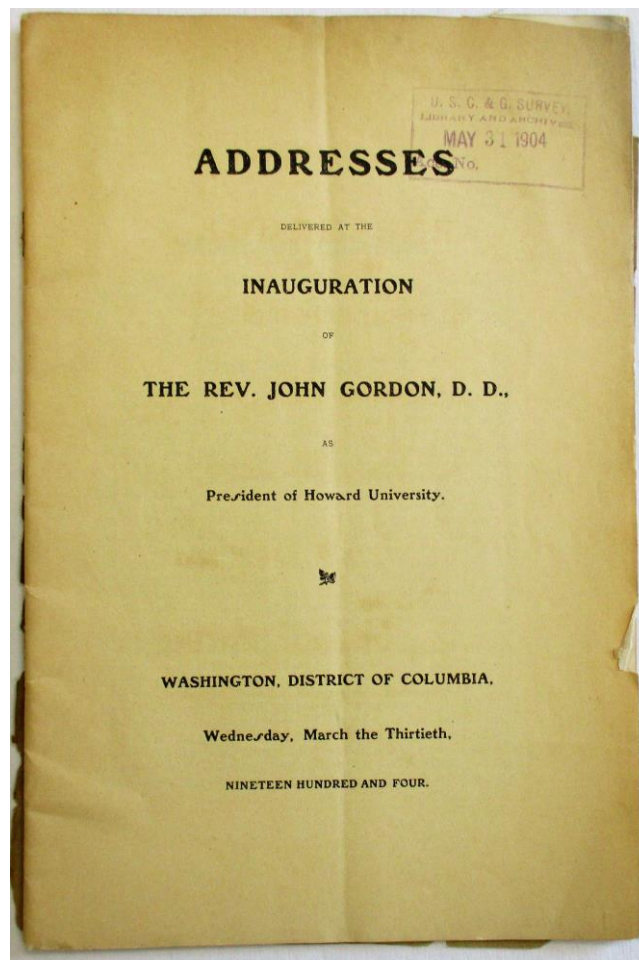 U. S. C. & G. SURVEY,
LIBRARY AND ARCHIVES
MAY 31 1904
Acc. No.
ADDRESSES
DELIVERED AT THE
INAUGURATION
OF
THE REV. JOHN GORDON, D. D.,
AS
President of Howard University.
WASHINGTON, DISTRICT OF COLUMBIA,
Wednesday, March the Thirtieth,
NINETEEN HUNDRED AND FOUR.